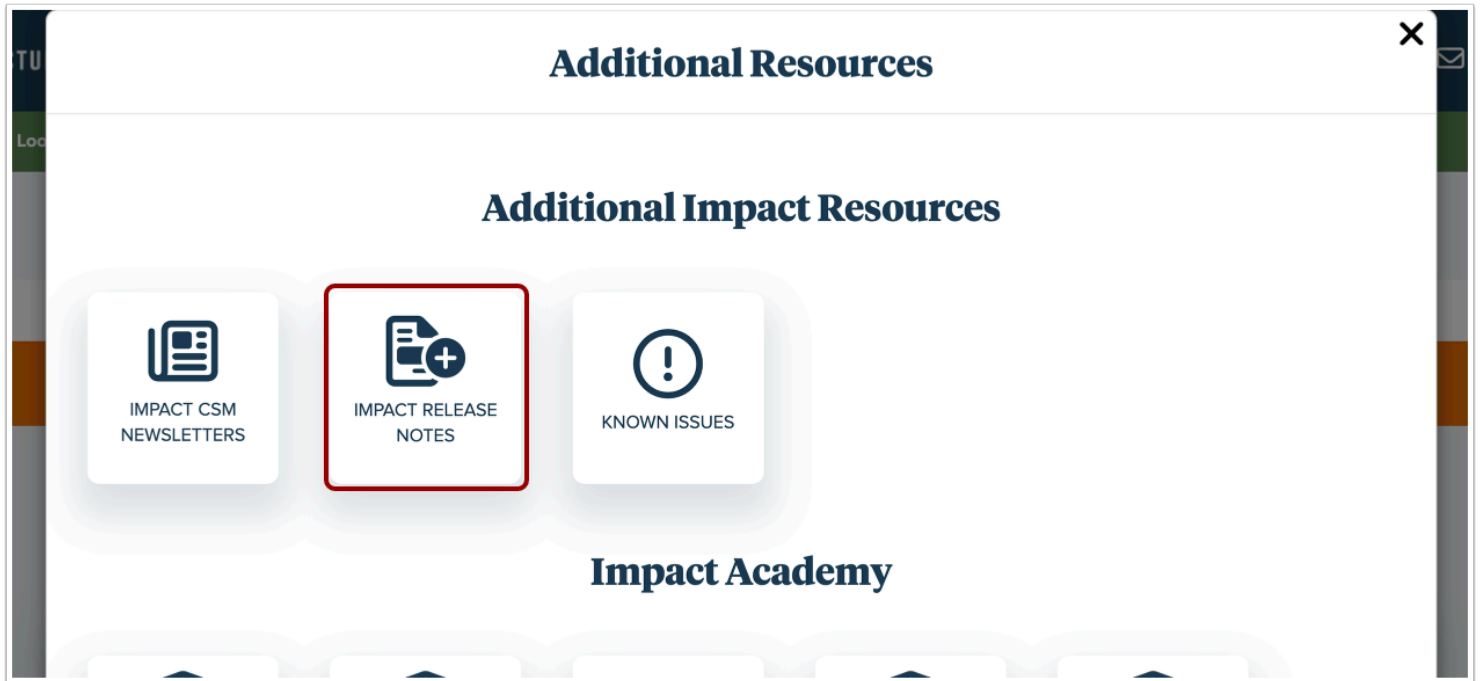 Additional Resources
Additional Impact Resources
IMPACT CSM
NEWSLETTERS
IMPACT RELEASE
NOTES
KNOWN ISSUES
Impact Academy